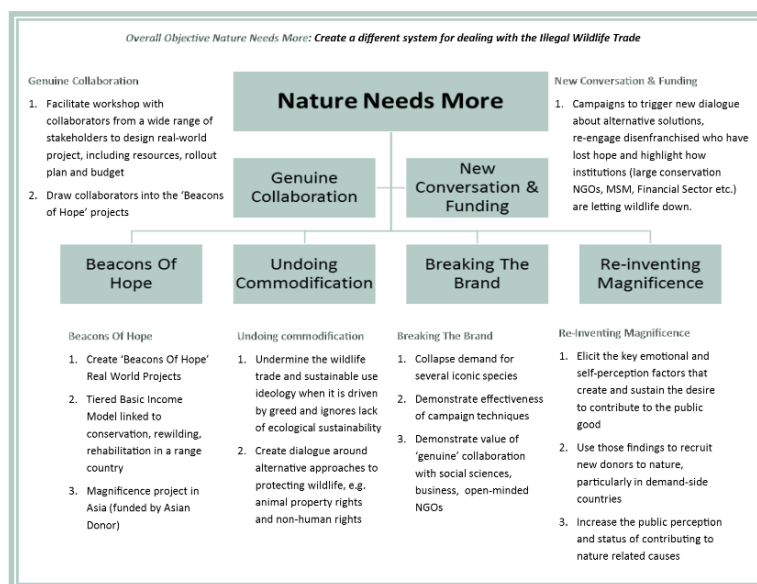 Overall Objective Nature Needs More: Create a different system for dealing with the Illegal Wildlife Trade
Genuine Collaboration
1. Facilitate workshop with
collaborators from a wide range of
stakeholders to design real-world
project, including resources, rollout
plan and budget
2. Draw collaborators into the 'Beacons
of Hope' projects
Nature Needs More
New Conversation & Funding
1. Campaigns to trigger new dialogue
about alternative solutions,
re-engage disenfranchised who have
lost hope and highlight how
institutions (large conservation
NGOs, MSM, Financial Sector etc.)
are letting wildlife down.
Genuine
Collaboration
New
Conversation &
Funding
Beacons Of
Hope
Undoing
Commodification
Breaking The
Brand
Re-inventing
Magnificence
Beacons Of Hope
1. Create 'Beacons Of Hope'
Real World Projects
2. Tiered Basic Income
Model linked to
conservation, rewilding,
rehabilitation in a range
country
3. Magnificence project in
Asia (funded by Asian
Donor)
Undoing commodification
1. Undermine the wildlife
trade and sustainable use
ideology when it is driven
by greed and ignores lack
of ecological sustainability
2. Create dialogue around
alternative approaches to
protecting wildlife, e.g.
animal property rights
and non-human rights
Breaking The Brand
1. Collapse demand for
several iconic species
2. Demonstrate effectiveness
of campaign techniques
3. Demonstrate value of
'genuine' collaboration
with social sciences,
business, open-minded
NGOs
Re-Inventing Magnificence
1. Elicit the key emotional and
self-perception factors that
create and sustain the desire
to contribute to the public
good
2. Use those findings to recruit
new donors to nature,
particularly in demand-side
countries
3. Increase the public perception
and status of contributing to
nature related causes